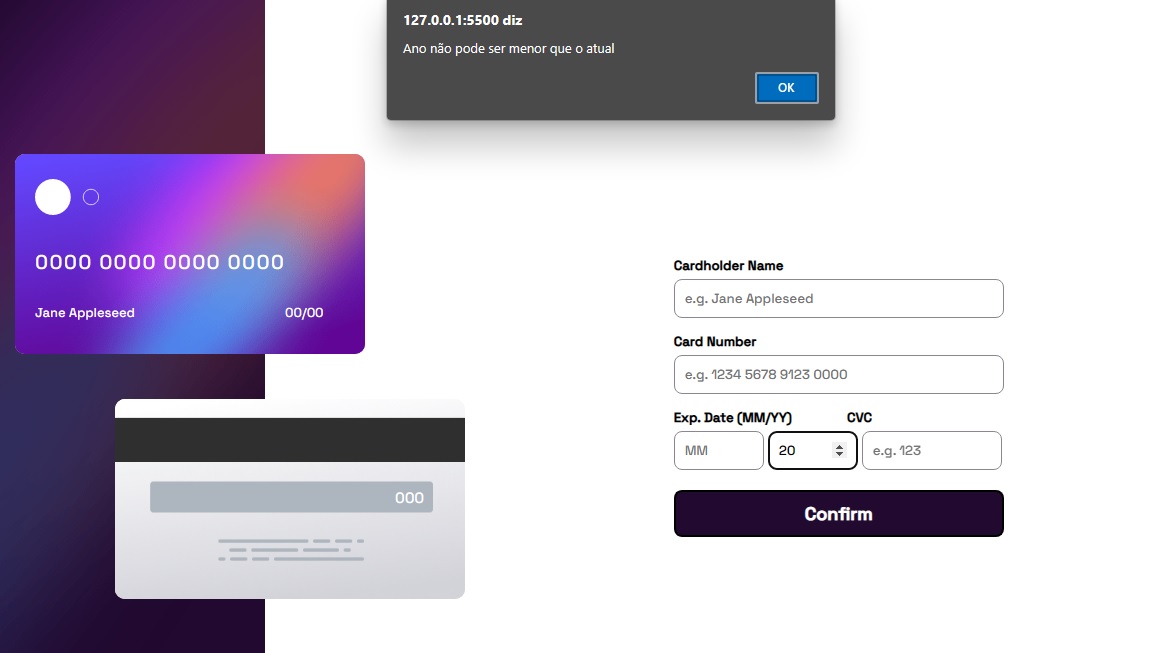 127.0.0.1:5500 diz
Ano não pode ser menor que o atual
OK
0000 0000 0000 0000
Jane Appleseed 00/00
000
Cardholder Name
e.g. Jane Appleseed
Card Number
e.g. 1234 5678 9123 0000
Exp. Date (MM/YY) CVC
MM 20 e.g. 123
Confirm